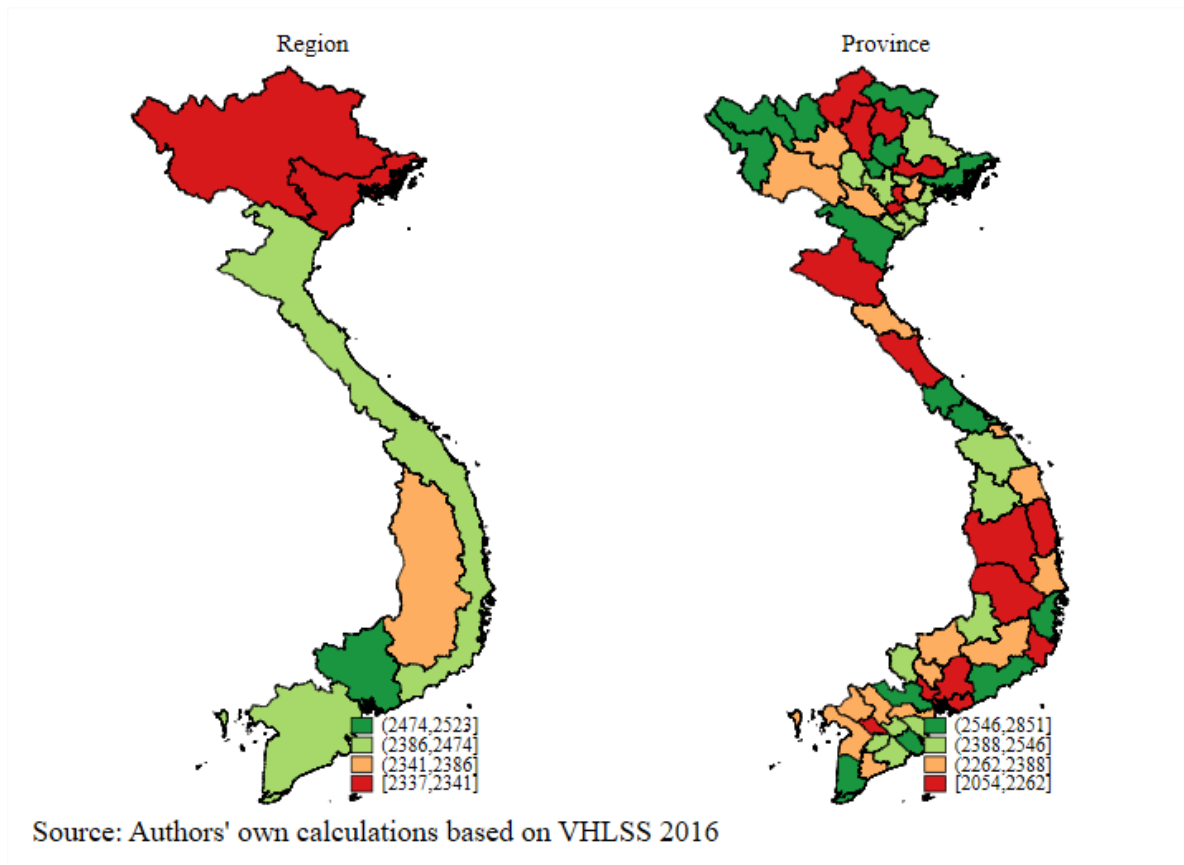 Region
Province
(2474,2523]
(2386,2474]
(2341,2386]
[2337,2341]
(2546,2851]
(2388,2546]
(2262,2388]
[2054,2262]
Source: Authors' own calculations based on VHLSS 2016